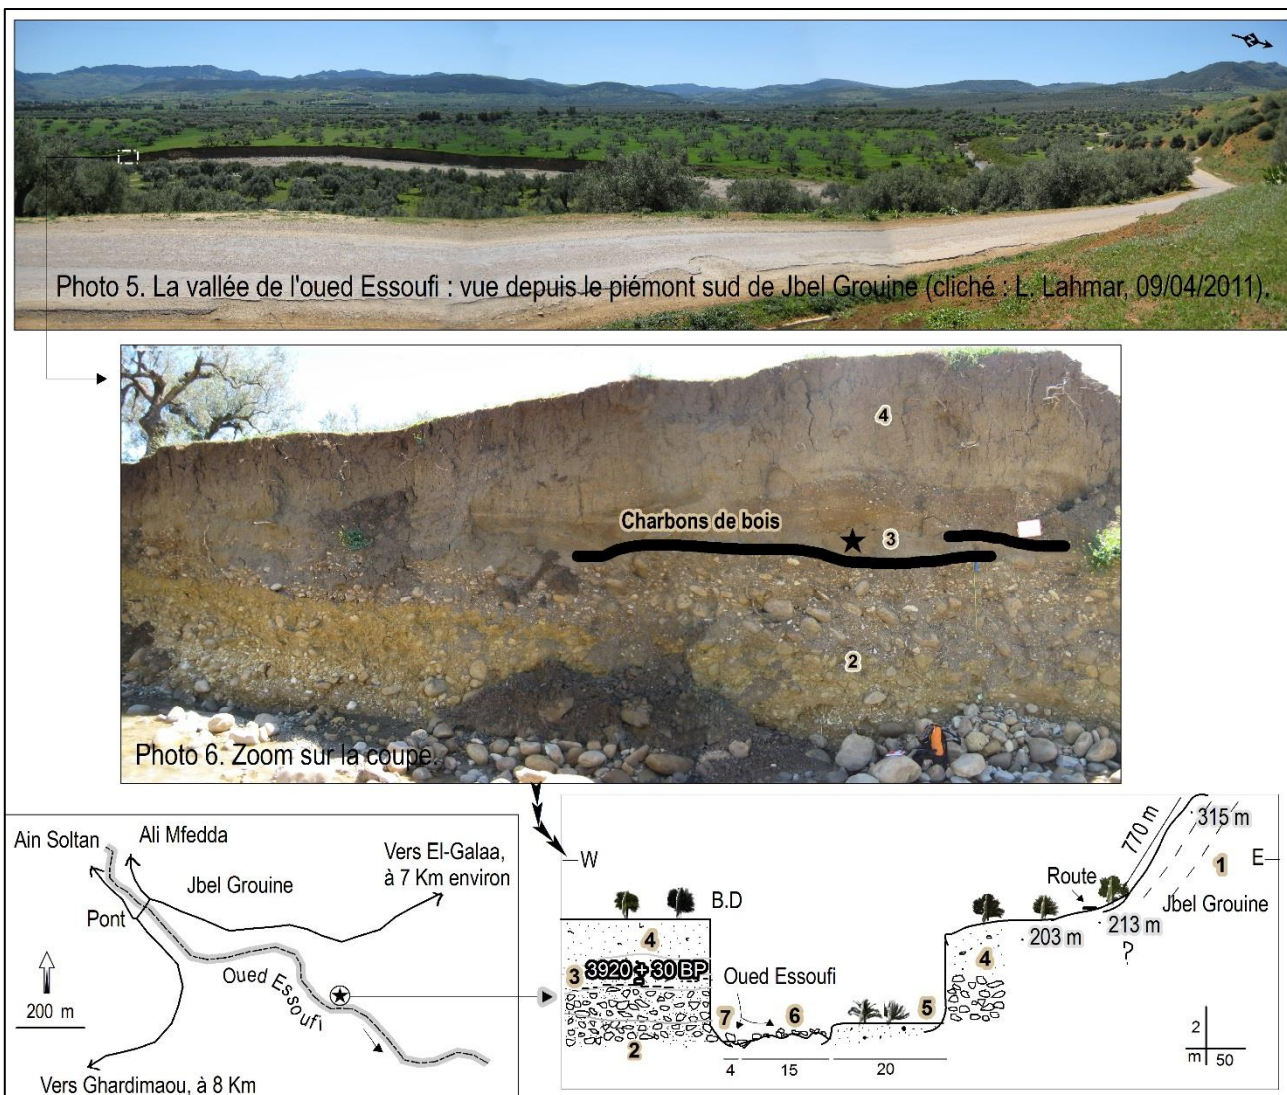 Photo 5. La vallée de l'oued Essoufi : vue depuis le piémont sud de Jbel Grouine (cliché : L. Lahmar, 09/04/2011).
4
Charbons de bois
3
2
Photo 6. Zoom sur la coupe.
Ain Soltan
Ali Mfedda
Vers El-Galaa,
à 7 Km environ
Jbel Grouine
Pont
Oued Essoufi
200 m
Vers Ghardimaou, à 8 Km
W
E
B.D
315 m
770 m
1
Route
Jbel Grouine
213 m
203 m
?
4
4
3
3920 + 30 BP
Oued Essoufi
7
6
5
2
4
15
20
2
m
50